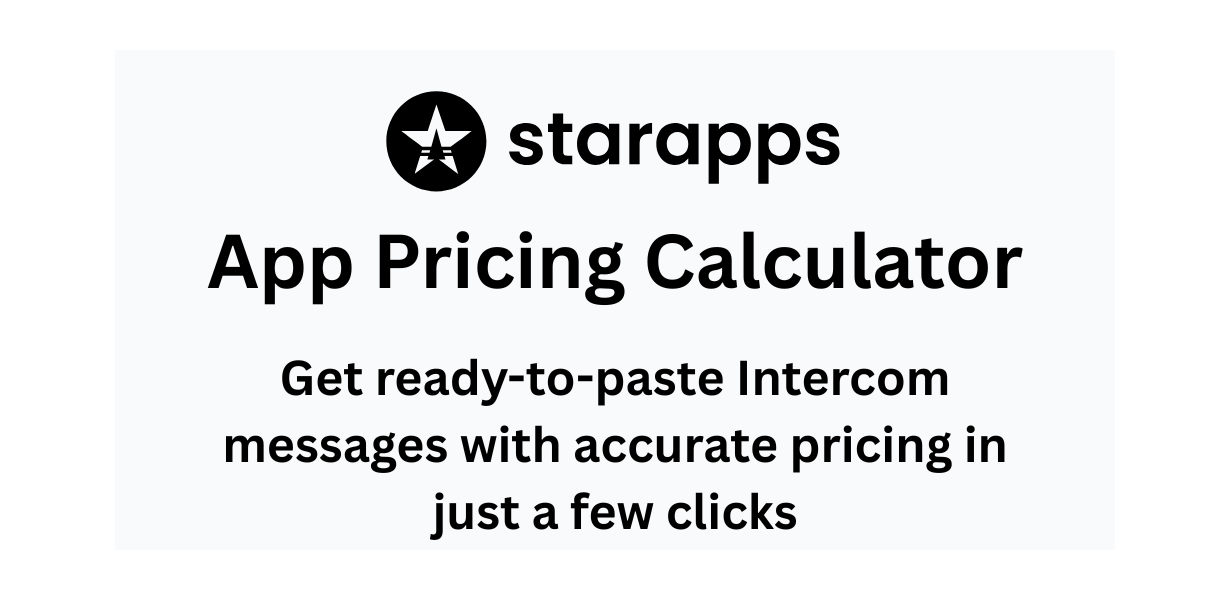 starapps
App Pricing Calculator
Get ready-to-paste Intercom
messages with accurate pricing in
just a few clicks